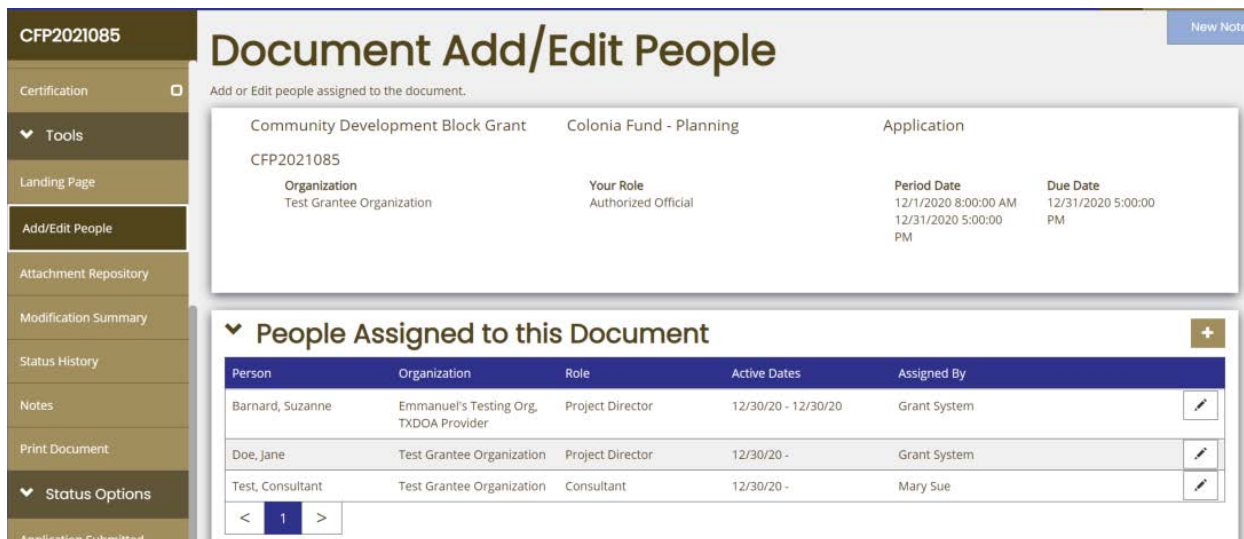 CFP2021085
Certification
Tools
Landing Page
Add/Edit People
Attachment Repository
Modification Summary
Status History
Notes
Print Document
Status Options
Application Submitted
New Note
Document Add/Edit People
Add or Edit people assigned to the document.
Community Development Block Grant Colonia Fund - Planning Application
CFP2021085
Organization Your Role Period Date Due Date
Test Grantee Organization Authorized Official 12/1/2020 8:00:00 AM 12/31/2020 5:00:00
12/31/2020 5:00:00 PM
PM
People Assigned to this Document +
Person Organization Role Active Dates Assigned By
Barnard, Suzanne Emmanuel's Testing Org, Project Director 12/30/20 - 12/30/20 Grant System
TXDOA Provider
Doe, Jane Test Grantee Organization Project Director 12/30/20 - Grant System
Test, Consultant Test Grantee Organization Consultant 12/30/20 - Mary Sue
< 1 >